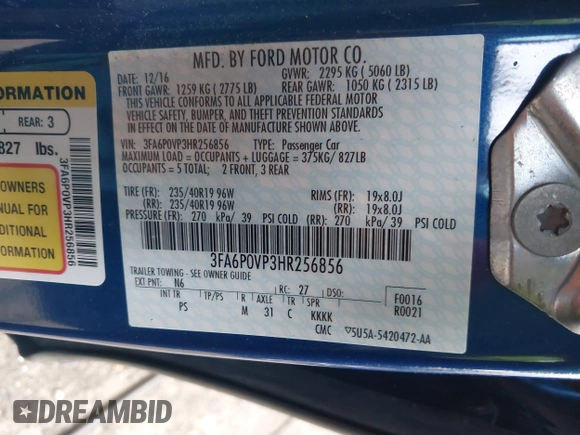 MFD. BY FORD MOTOR CO.
DATE: 12/16 GVWR: 2295 KG ( 5060 LB)
FRONT GAWR: 1259 KG ( 2775 LB) REAR GAWR: 1050 KG ( 2315 LB)
THIS VEHICLE CONFORMS TO ALL APPLICABLE FEDERAL MOTOR
VEHICLE SAFETY, BUMPER, AND THEFT PREVENTION STANDARDS
IN EFFECT ON THE DATE OF MANUFACTURE SHOWN ABOVE.
VIN: 3FA6P0VP3HR256856 TYPE: Passenger Car
MAXIMUM LOAD = OCCUPANTS + LUGGAGE = 375KG/ 827LB
OCCUPANTS = 5 TOTAL; 2 FRONT, 3 REAR
TIRE (FR): 235/40R19 96W RIMS (FR): 19x8.0J
(RR): 235/40R19 96W (RR): 19x8.0J
PRESSURE (FR): 270 kPa/ 39 PSI COLD (RR): 270 kPa/ 39 PSI COLD
3FA6P0VP3HR256856
TRAILER TOWING - SEE OWNER GUIDE
EXT PNT: N6 RC: 27 DSO: F0016
R0021
INT TR TP/PS R AXLE TR SPR
PS M 31 C KKKK
CMC 5U5A-5420472-AA
FORMATION
REAR: 3
827 lbs.
OWNERS
NUAL FOR
DITIONAL
ORMATION
3FA6P0VP3HR256856
DREAMBID